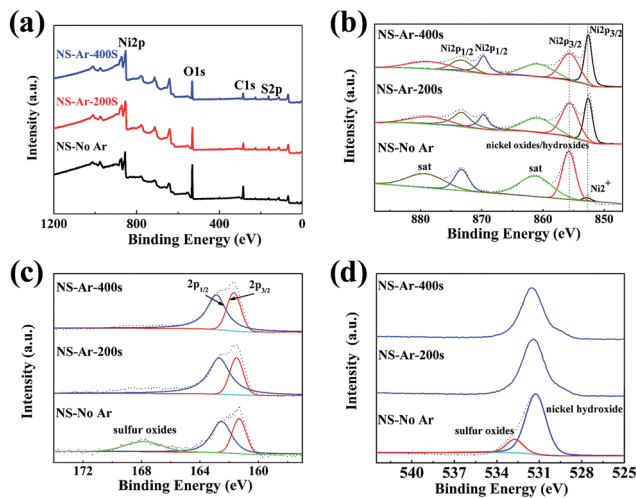 (a)
NS-Ar-400S
Ni2p
O1s
C1s
S2p
NS-Ar-200S
NS-No Ar
Intensity (a.u.)
1200 800 400 0
Binding Energy (eV)
(b)
NS-Ar-400s
Ni2p1/2
Ni2p1/2
Ni2p3/2
Ni2p3/2
NS-Ar-200s
nickel oxides/hydroxides
NS-No Ar
sat
sat
Ni2+
Intensity (a.u.)
880 870 860 850
Binding Energy (eV)
(c)
NS-Ar-400s
2p1/2
2p3/2
NS-Ar-200s
NS-No Ar
sulfur oxides
Intensity (a.u.)
172 168 164 160
Binding Energy (eV)
(d)
NS-Ar-400s
NS-Ar-200s
nickel hydroxide
NS-No Ar
sulfur oxides
Intensity (a.u.)
540 537 534 531 528 525
Binding Energy (eV)